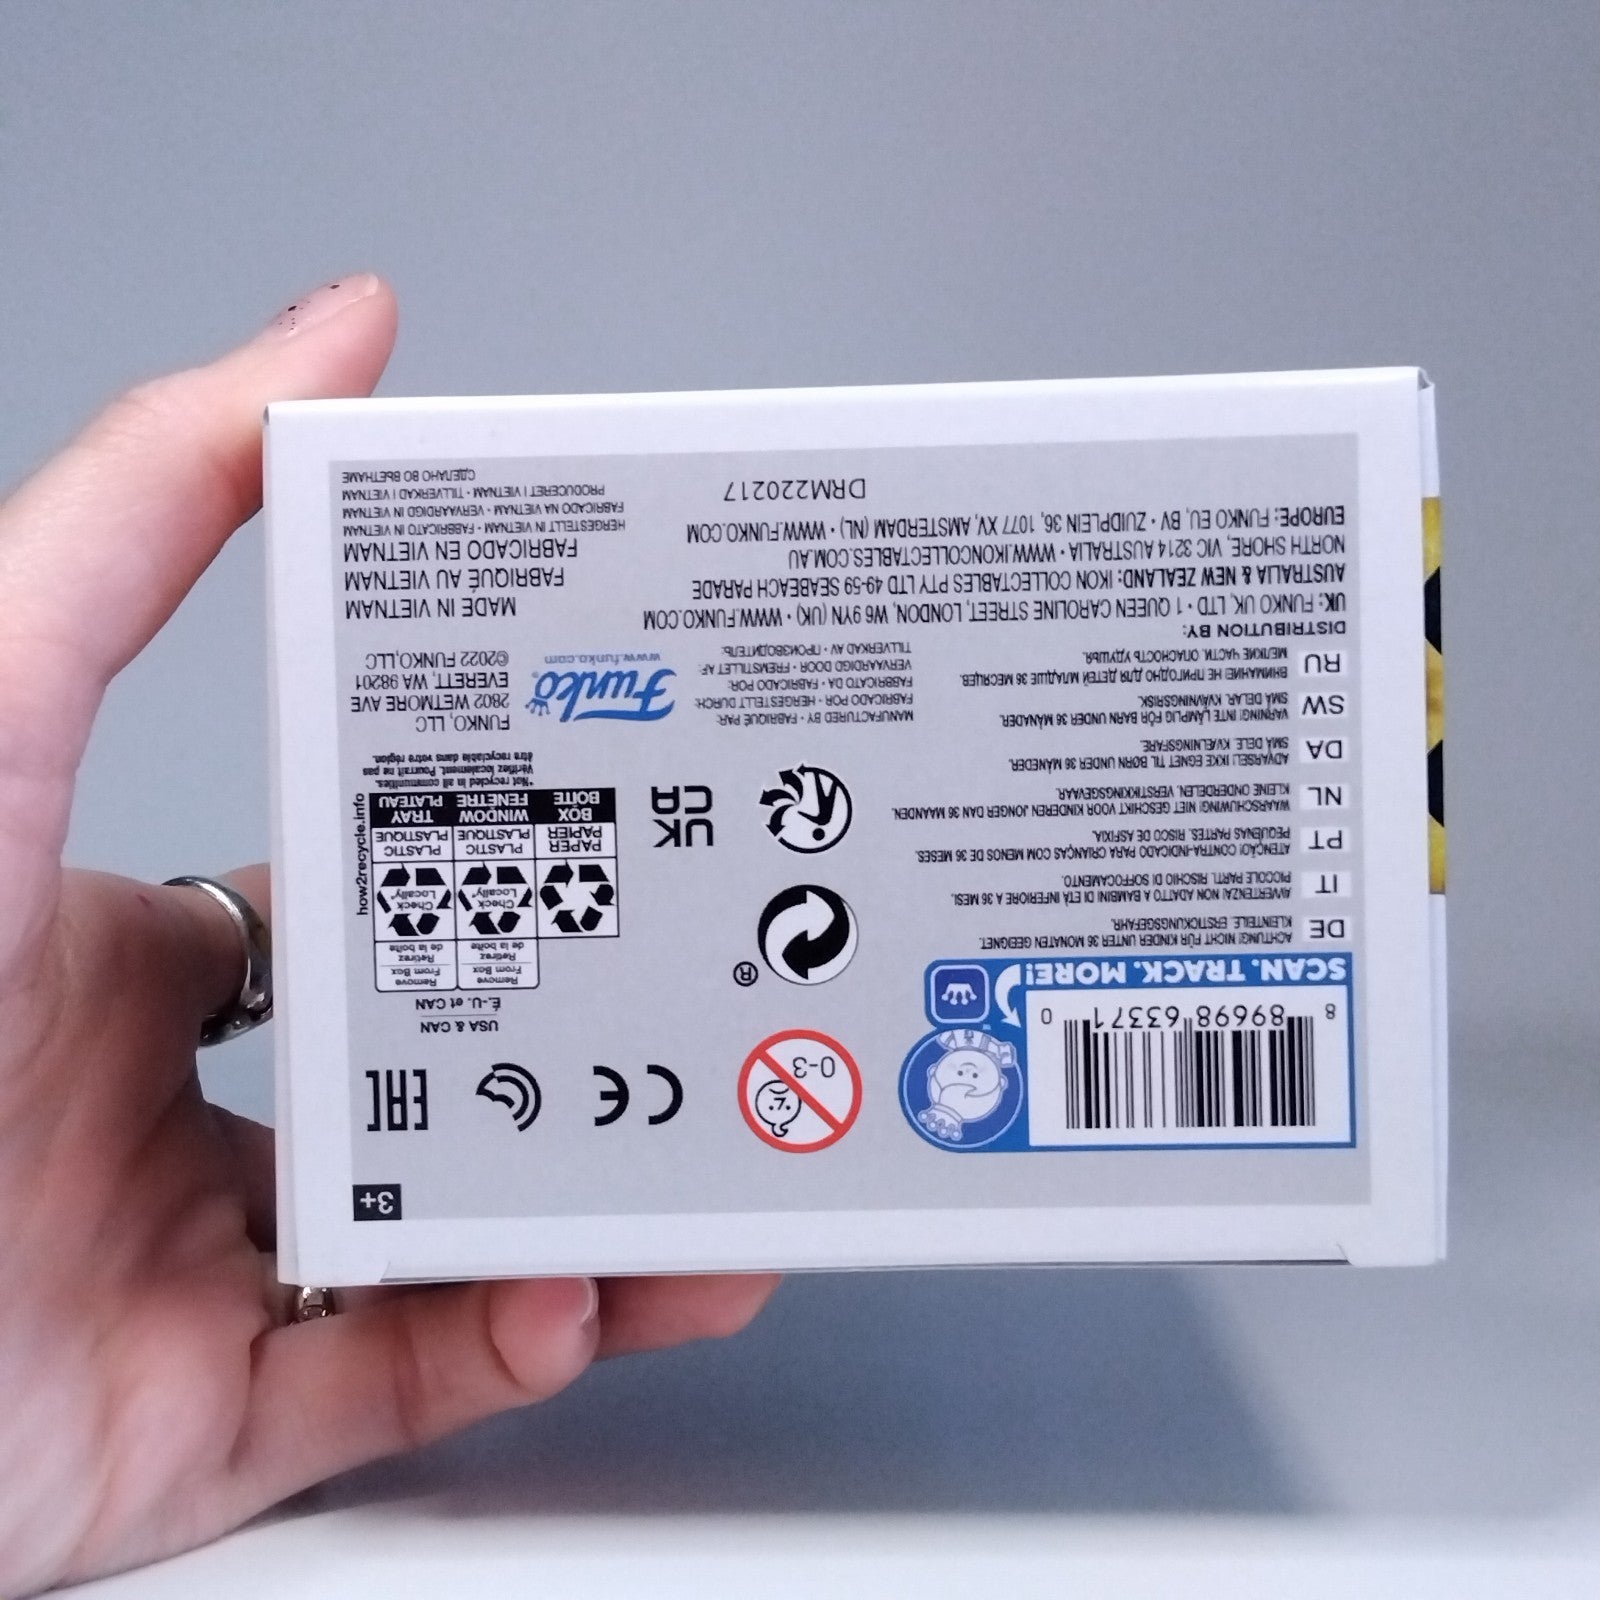 3+
8 89698 63371 0
SCAN. TRACK. MORE!
0-3
CE
EAC
USA & CAN
É.-U. et CAN
Remove From Box
Retirez de la boîte
Remove From Box
Retirez de la boîte
Check Locally*
Check Locally*
PAPER
PAPIER
BOX
BOÎTE
PLASTIC
PLASTIQUE
WINDOW
FENÊTRE
PLASTIC
PLASTIQUE
TRAY
PLATEAU
how2recycle.info
*Not recycled in all communities.
Vérifiez localement. Pourrait ne pas
être recyclable dans votre région.
®
UK
CA
DE ACHTUNG! NICHT FÜR KINDER UNTER 36 MONATEN GEEIGNET.
KLEINTEILE. ERSTICKUNGSGEFAHR.
IT AVVERTENZA! NON ADATTO A BAMBINI DI ETÀ INFERIORE A 36 MESI.
PICCOLE PARTI. RISCHIO DI SOFFOCAMENTO.
PT ATENÇÃO! CONTRA-INDICADO PARA CRIANÇAS COM MENOS DE 36 MESES.
PEQUENAS PARTES. RISCO DE ASFIXIA.
NL WAARSCHUWING! NIET GESCHIKT VOOR KINDEREN JONGER DAN 36 MAANDEN.
KLEINE ONDERDELEN. VERSTIKKINGSGEVAAR.
DA ADVARSEL! IKKE EGNET TIL BØRN UNDER 36 MÅNEDER.
SMÅ DELE. KVÆLNINGSFARE.
SW VARNING! INTE LÄMPLIG FÖR BARN UNDER 36 MÅNADER.
SMÅ DELAR. KVÄVNINGSRISK.
RU ВНИМАНИЕ! НЕ ПРИГОДНО ДЛЯ ДЕТЕЙ МЛАДШЕ 36 МЕСЯЦЕВ.
МЕЛКИЕ ЧАСТИ. ОПАСНОСТЬ УДУШЬЯ.
MANUFACTURED BY • FABRIQUÉ PAR:
FABRICADO POR • HERGESTELLT DURCH:
FABBRICATO DA • FABRICADO POR:
VERVAARDIGD DOOR • FREMSTILLET AF:
TILLVERKAD AV • ПРОИЗВОДИТЕЛЬ:
Funko®
www.funko.com
FUNKO, LLC
2802 WETMORE AVE
EVERETT, WA 98201
©2022 FUNKO,LLC
DISTRIBUTION BY:
UK: FUNKO UK, LTD • 1 QUEEN CAROLINE STREET, LONDON, W6 9YN (UK) • WWW.FUNKO.COM
AUSTRALIA & NEW ZEALAND: IKON COLLECTABLES PTY LTD 49-59 SEABEACH PARADE
NORTH SHORE, VIC 3214 AUSTRALIA • WWW.IKONCOLLECTABLES.COM.AU
EUROPE: FUNKO EU, BV • ZUIDPLEIN 36, 1077 XV, AMSTERDAM (NL) • WWW.FUNKO.COM
DRM220217
MADE IN VIETNAM
FABRIQUÉ AU VIETNAM
FABRICADO EN VIETNAM
HERGESTELLT IN VIETNAM • FABBRICATO IN VIETNAM
FABRICADO NA VIETNAM • VERVAARDIGD IN VIETNAM
PRODUCERET I VIETNAM • TILLVERKAD I VIETNAM
СДЕЛАНО ВО ВЬЕТНАМЕ